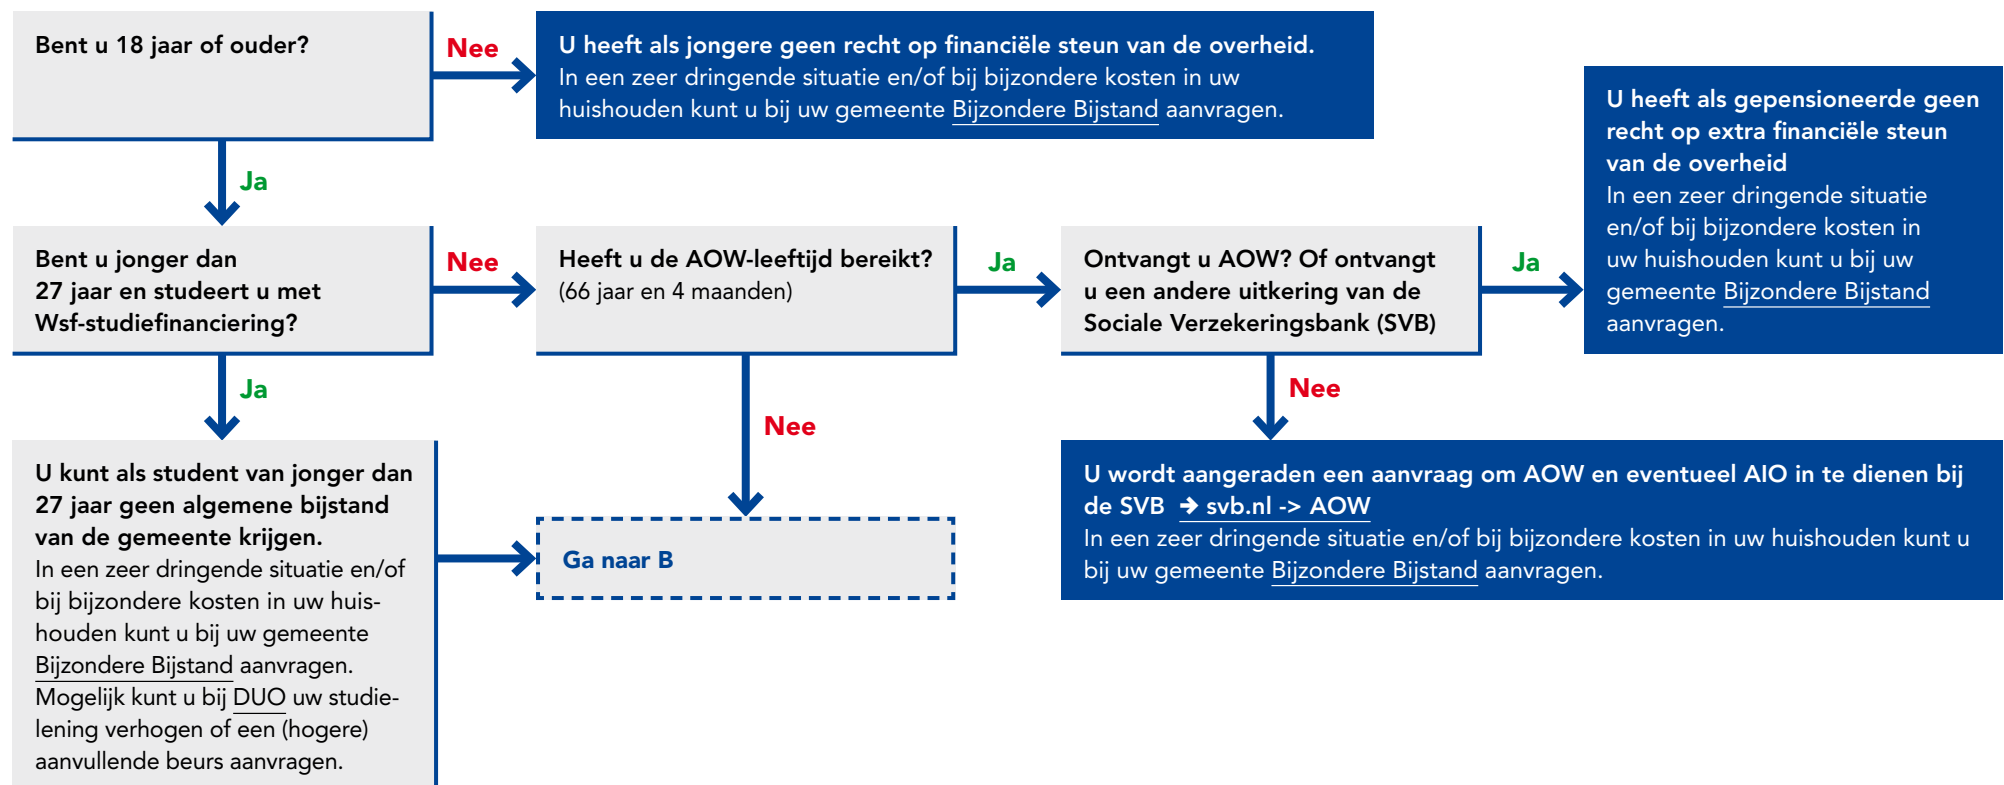 Bent u 18 jaar of ouder?
Nee
U heeft als jongere geen recht op financiële steun van de overheid.
In een zeer dringende situatie en/of bij bijzondere kosten in uw
huishouden kunt u bij uw gemeente Bijzondere Bijstand aanvragen.
Ja
Bent u jonger dan
27 jaar en studeert u met
Wsf-studiefinanciering?
Nee
Heeft u de AOW-leeftijd bereikt?
(66 jaar en 4 maanden)
Ja
Ontvangt u AOW? Of ontvangt
u een andere uitkering van de
Sociale Verzekeringsbank (SVB)
Ja
U heeft als gepensioneerde geen
recht op extra financiële steun
van de overheid
In een zeer dringende situatie
en/of bij bijzondere kosten in
uw huishouden kunt u bij uw
gemeente Bijzondere Bijstand
aanvragen.
Ja
Nee
Nee
U kunt als student van jonger dan
27 jaar geen algemene bijstand
van de gemeente krijgen.
In een zeer dringende situatie en/of
bij bijzondere kosten in uw huis-
houden kunt u bij uw gemeente
Bijzondere Bijstand aanvragen.
Mogelijk kunt u bij DUO uw studie-
lening verhogen of een (hogere)
aanvullende beurs aanvragen.
Ga naar B
U wordt aangeraden een aanvraag om AOW en eventueel AIO in te dienen bij
de SVB ➔ svb.nl -> AOW
In een zeer dringende situatie en/of bij bijzondere kosten in uw huishouden kunt u
bij uw gemeente Bijzondere Bijstand aanvragen.